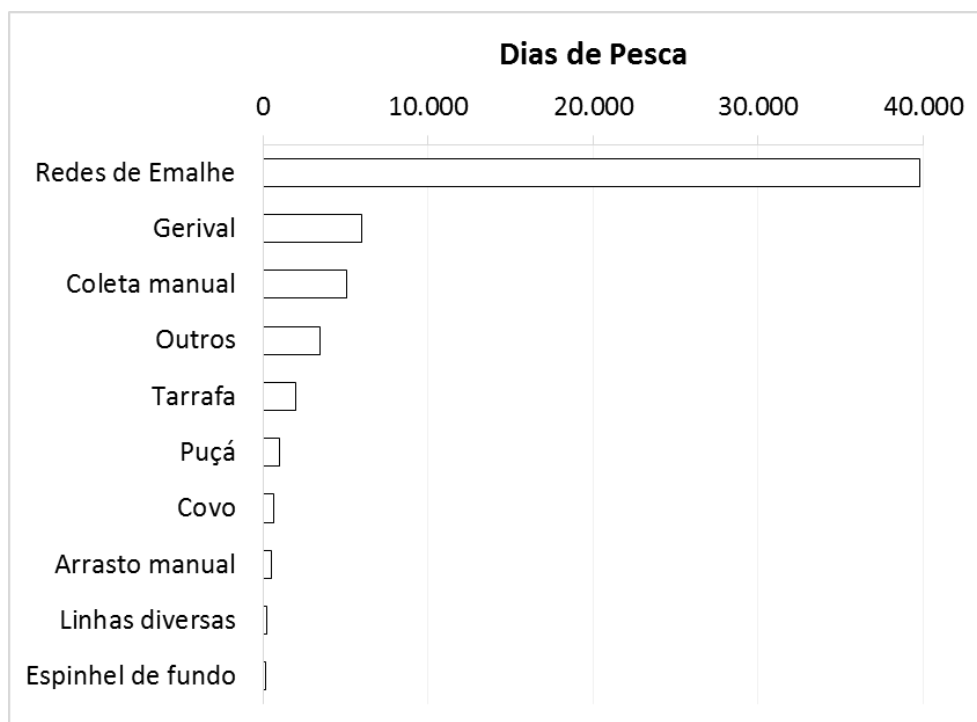 Dias de Pesca
0 10.000 20.000 30.000 40.000
Redes de Emalhe
Gerival
Coleta manual
Outros
Tarrafa
Puçá
Covo
Arrasto manual
Linhas diversas
Espinhel de fundo